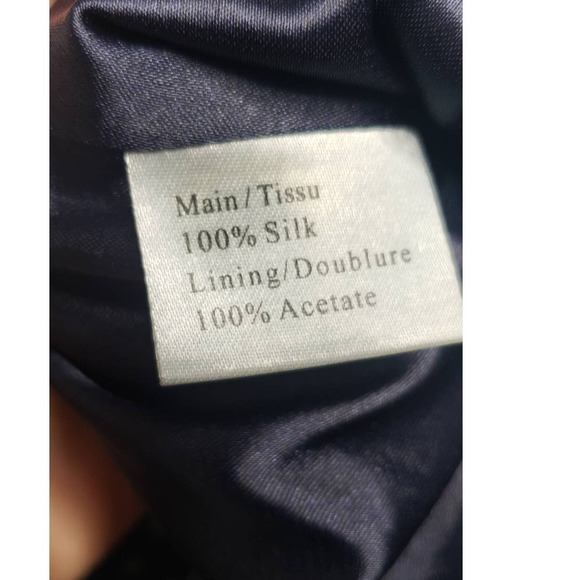 Main/Tissu
100% Silk
Lining/Doublure
100% Acetate